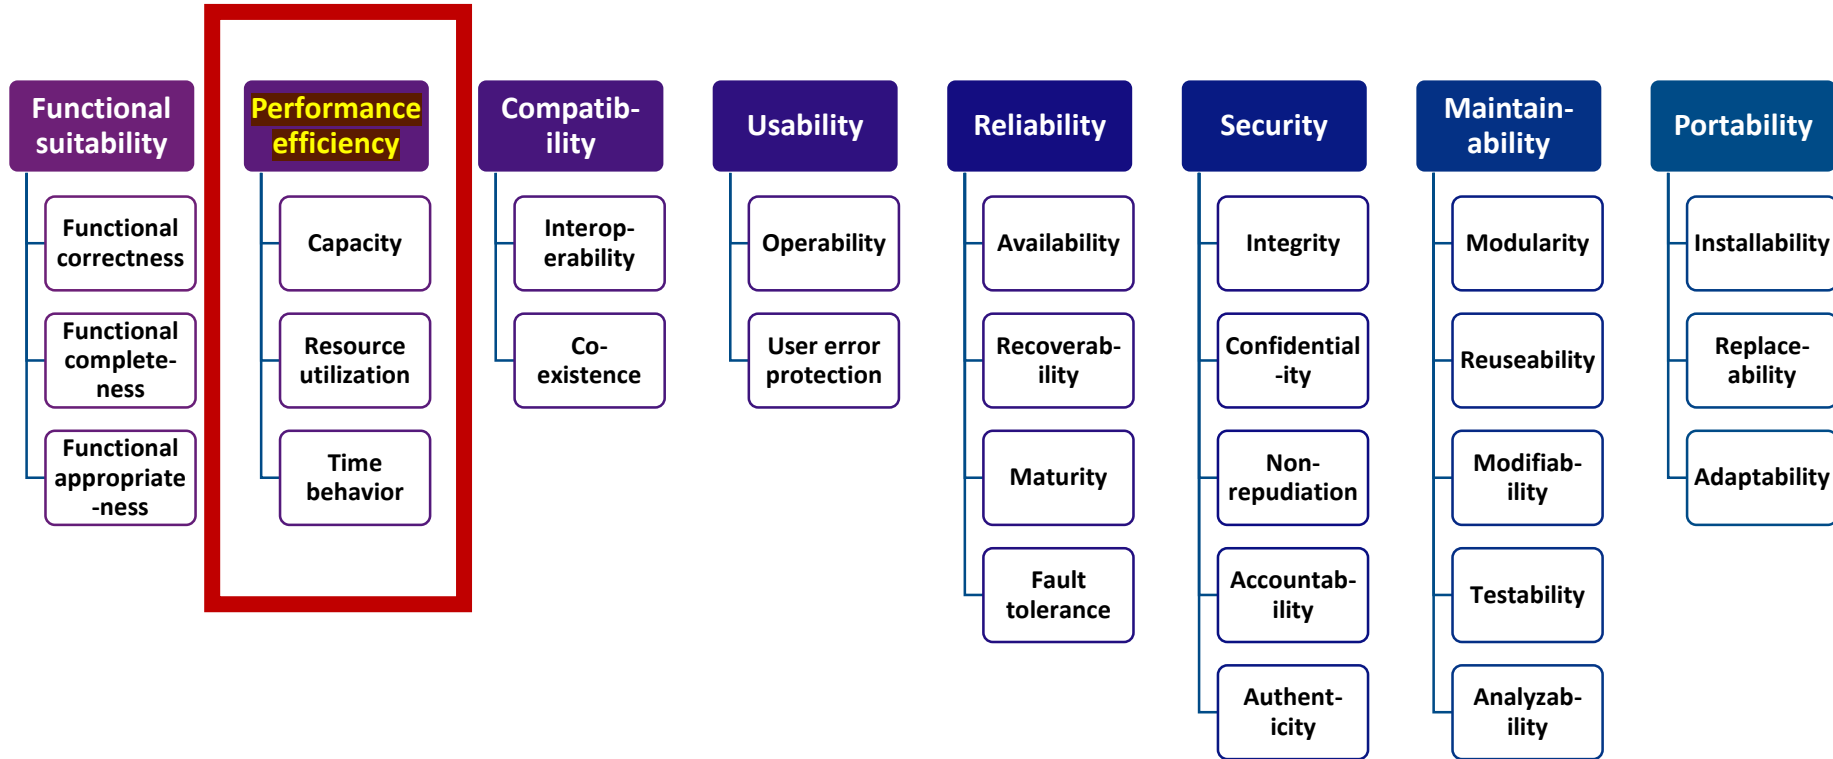 Functional
suitability
Functional
correctness
Functional
complete-
ness
Functional
appropriate
-ness
Performance
efficiency
Capacity
Resource
utilization
Time
behavior
Compatib-
ility
Interop-
erability
Co-
existence
Usability
Operability
User error
protection
Reliability
Availability
Recoverab-
ility
Maturity
Fault
tolerance
Security
Integrity
Confidential
-ity
Non-
repudiation
Accountab-
ility
Authent-
icity
Maintain-
ability
Modularity
Reuseability
Modifiab-
ility
Testability
Analyzab-
ility
Portability
Installability
Replace-
ability
Adaptability